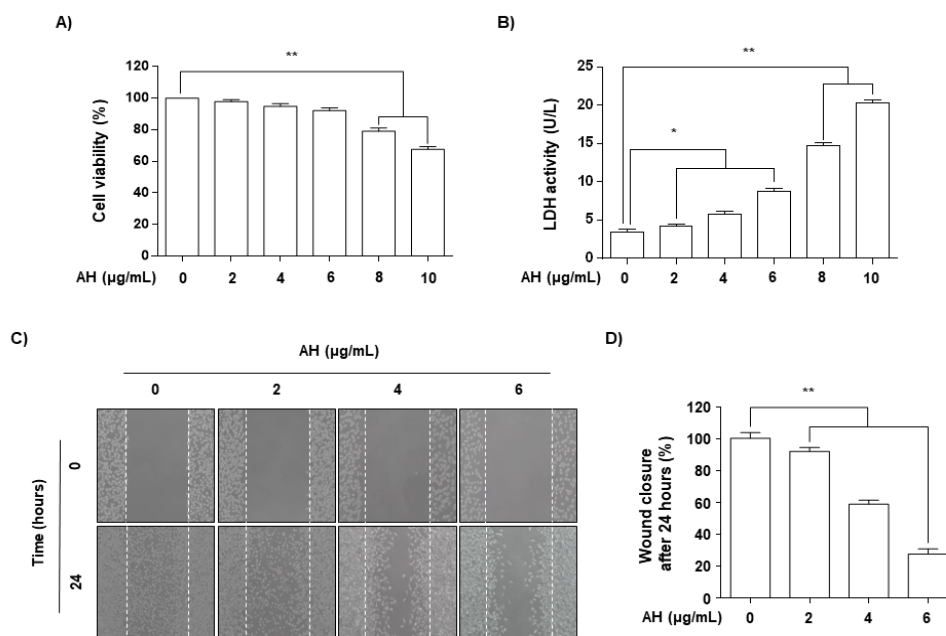 A)
**
120
100
80
60
40
20
0
Cell viability (%)
AH (µg/mL) 0 2 4 6 8 10
B)
**
*
25
20
15
10
5
0
LDH activity (U/L)
AH (µg/mL) 0 2 4 6 8 10
C)
AH (µg/mL)
0 2 4 6
Time (hours)
0
24
D)
**
120
100
80
60
40
20
0
Wound closure
after 24 hours (%)
AH (µg/mL) 0 2 4 6